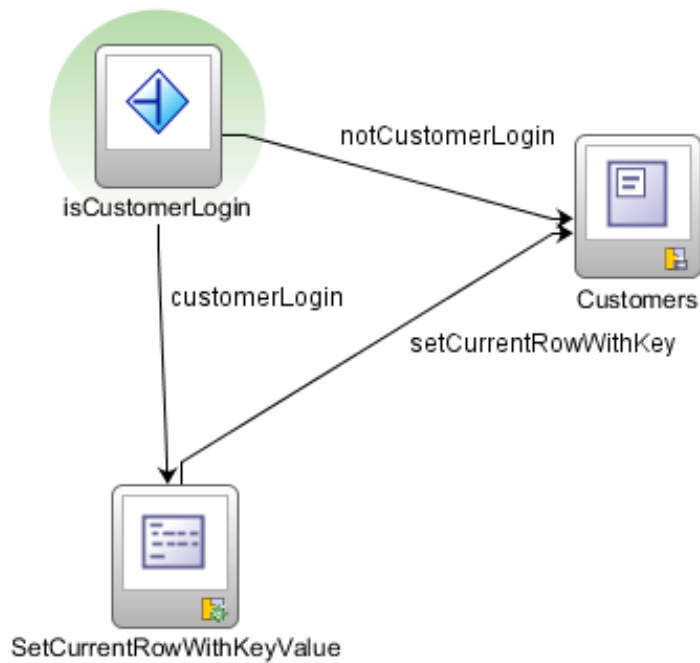 notCustomerLogin
isCustomerLogin
customerLogin
Customers
setCurrentRowWithKey
SetCurrentRowWithKeyValue